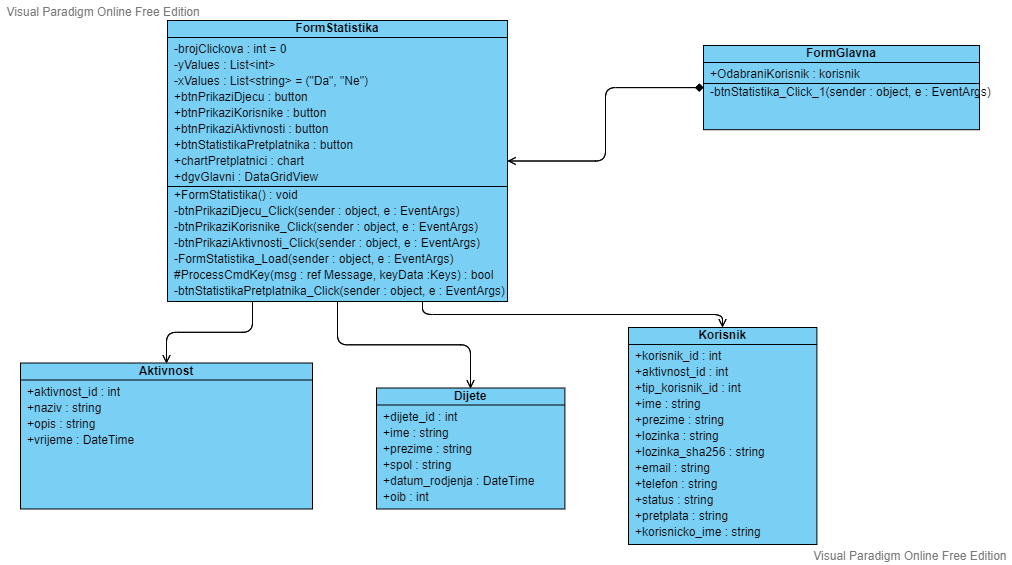 Visual Paradigm Online Free Edition
FormStatistika
-brojClickova : int = 0
-yValues : List<int>
-xValues : List<string> = ("Da", "Ne")
+btnPrikaziDjecu : button
+btnPrikaziKorisnike : button
+btnPrikaziAktivnosti : button
+btnStatistikaPretplatnika : button
+chartPretplatnici : chart
+dgvGlavni : DataGridView
+FormStatistika() : void
-btnPrikaziDjecu_Click(sender : object, e : EventArgs)
-btnPrikaziKorisnike_Click(sender : object, e : EventArgs)
-btnPrikaziAktivnosti_Click(sender : object, e : EventArgs)
-FormStatistika_Load(sender : object, e : EventArgs)
#ProcessCmdKey(msg : ref Message, keyData :Keys) : bool
-btnStatistikaPretplatnika_Click(sender : object, e : EventArgs)
FormGlavna
+OdabraniKorisnik : korisnik
-btnStatistika_Click_1(sender : object, e : EventArgs)
Aktivnost
+aktivnost_id : int
+naziv : string
+opis : string
+vrijeme : DateTime
Dijete
+dijete_id : int
+ime : string
+prezime : string
+spol : string
+datum_rodjenja : DateTime
+oib : int
Korisnik
+korisnik_id : int
+aktivnost_id : int
+tip_korisnik_id : int
+ime : string
+prezime : string
+lozinka : string
+lozinka_sha256 : string
+email : string
+telefon : string
+status : string
+pretplata : string
+korisnicko_ime : string
Visual Paradigm Online Free Edition